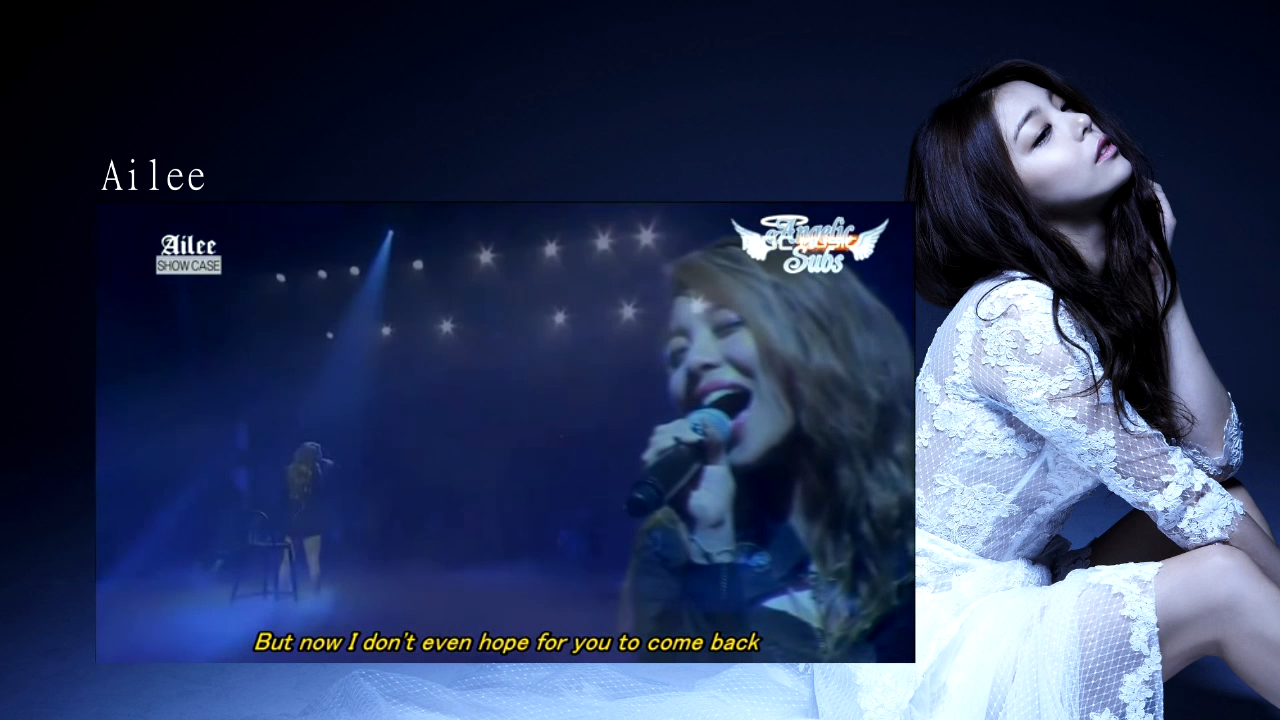 Ailee
Ailee
SHOW CASE
Angelic
Subs
But now I don't even hope for you to come back